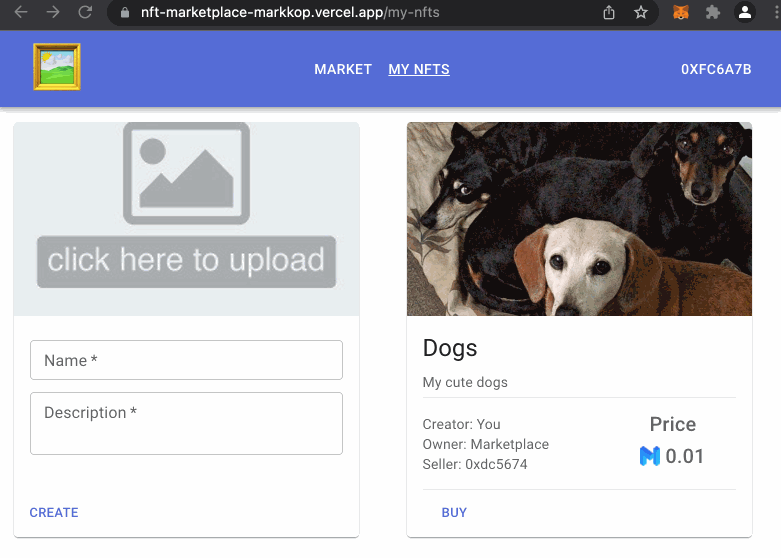 nft-marketplace-markkop.vercel.app/my-nfts
MARKET MY NFTS 0XFC6A7B
click here to upload
Name *
Description *
CREATE
Dogs
My cute dogs
Creator: You
Owner: Marketplace
Seller: 0xdc5674
Price
0.01
BUY